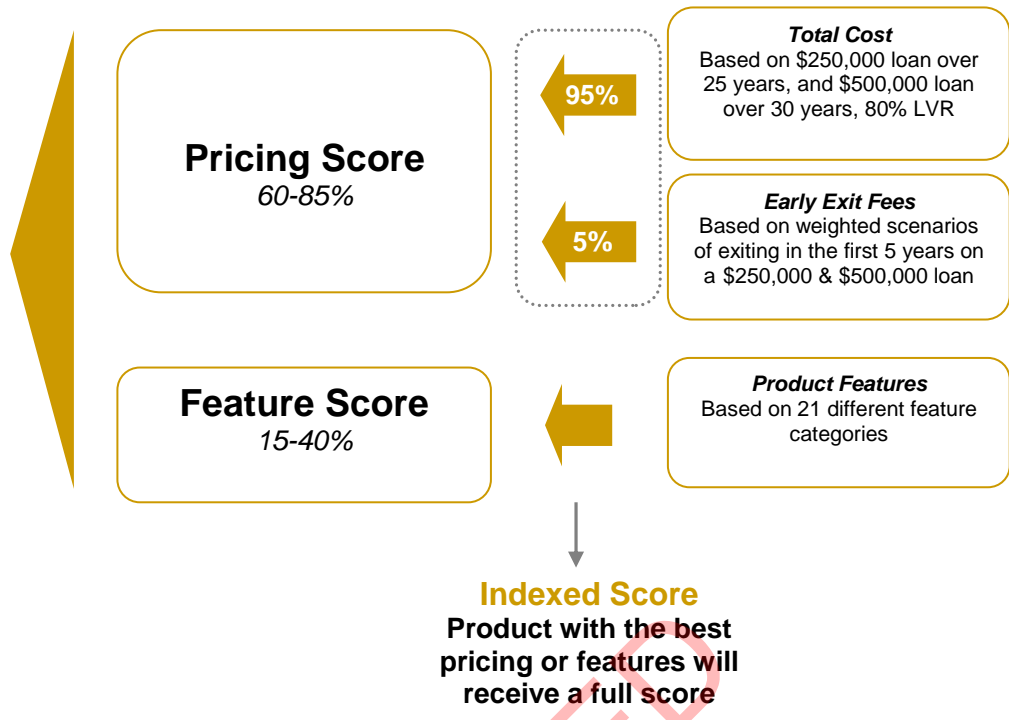 Pricing Score
60-85%
95%
Total Cost
Based on $250,000 loan over
25 years, and $500,000 loan
over 30 years, 80% LVR
5%
Early Exit Fees
Based on weighted scenarios
of exiting in the first 5 years on
a $250,000 & $500,000 loan
Feature Score
15-40%
Product Features
Based on 21 different feature
categories
Indexed Score
Product with the best
pricing or features will
receive a full score
ED